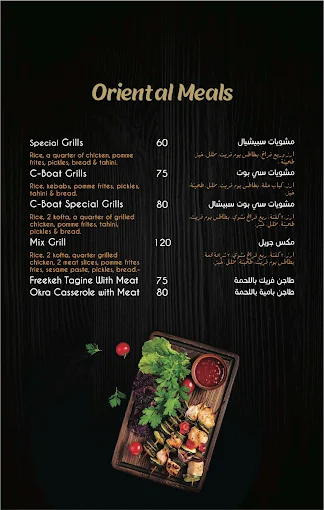 Oriental Meals
Special Grills 60 مشويات سبيشيال
Rice, a quarter of chicken, pomme
frites, pickles, bread & tahini.
C-Boat Grills 75 مشويات سي بوت
Rice, kebabs, pomme frites, pickles,
tahini & bread.
C-Boat Special Grills 80 مشويات سي بوت سبيشال
Rice, 2 kofta, a quarter of grilled
chicken, pomme frites, tahini,
pickles & bread.
Mix Grill 120 مكس جريل
Rice, 2 kofta, quarter grilled
chicken, 2 meat slices, pomme frites
fries, sesame paste, pickles, bread.-
Freekeh Tagine With Meat 75 طاجن فريك باللحمة
Okra Casserole with Meat 80 طاجن بامية باللحمة